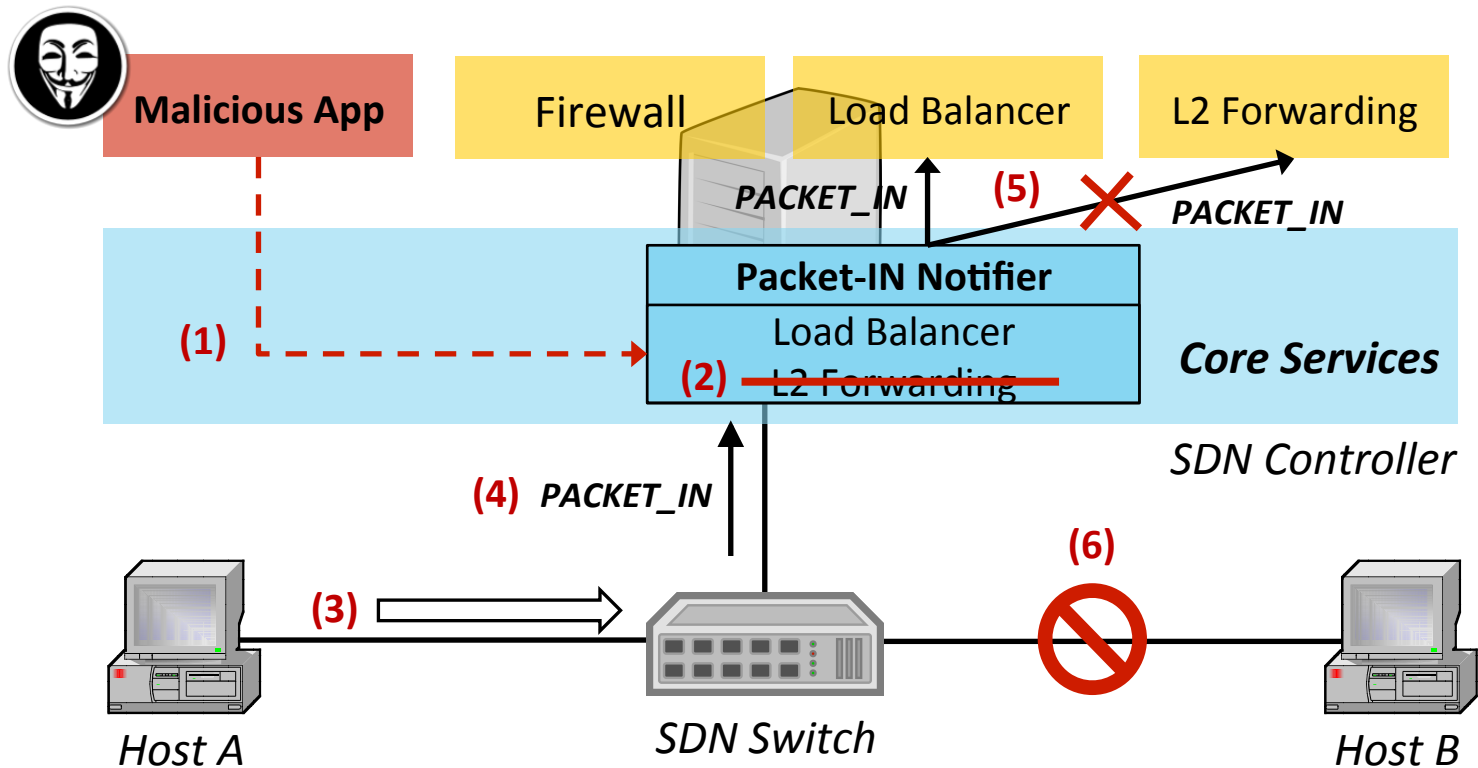 Malicious App
Firewall
Load Balancer
L2 Forwarding
PACKET_IN
(5)
PACKET_IN
Packet-IN Notifier
Load Balancer
(1)
(2)
L2 Forwarding
Core Services
SDN Controller
(4)
PACKET_IN
(6)
(3)
Host A
SDN Switch
Host B